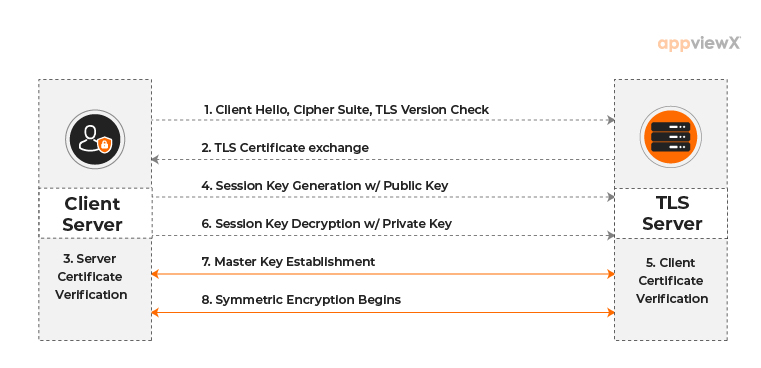 appviewX
1. Client Hello, Cipher Suite, TLS Version Check
2. TLS Certificate exchange
4. Session Key Generation w/ Public Key
Client
Server
TLS
Server
6. Session Key Decryption w/ Private Key
3. Server
Certificate
Verification
7. Master Key Establishment
5. Client
Certificate
Verification
8. Symmetric Encryption Begins